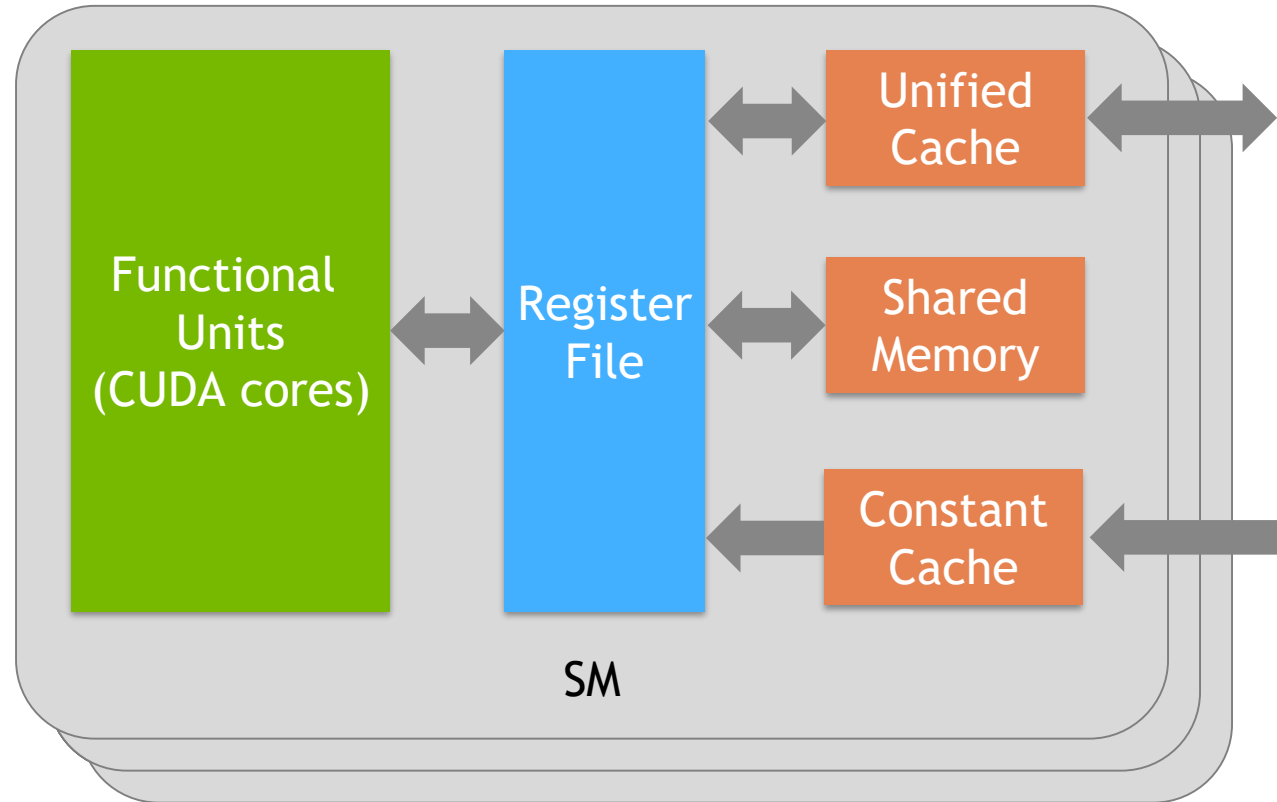 Functional
Units
(CUDA cores)
Register
File
Unified
Cache
Shared
Memory
Constant
Cache
SM